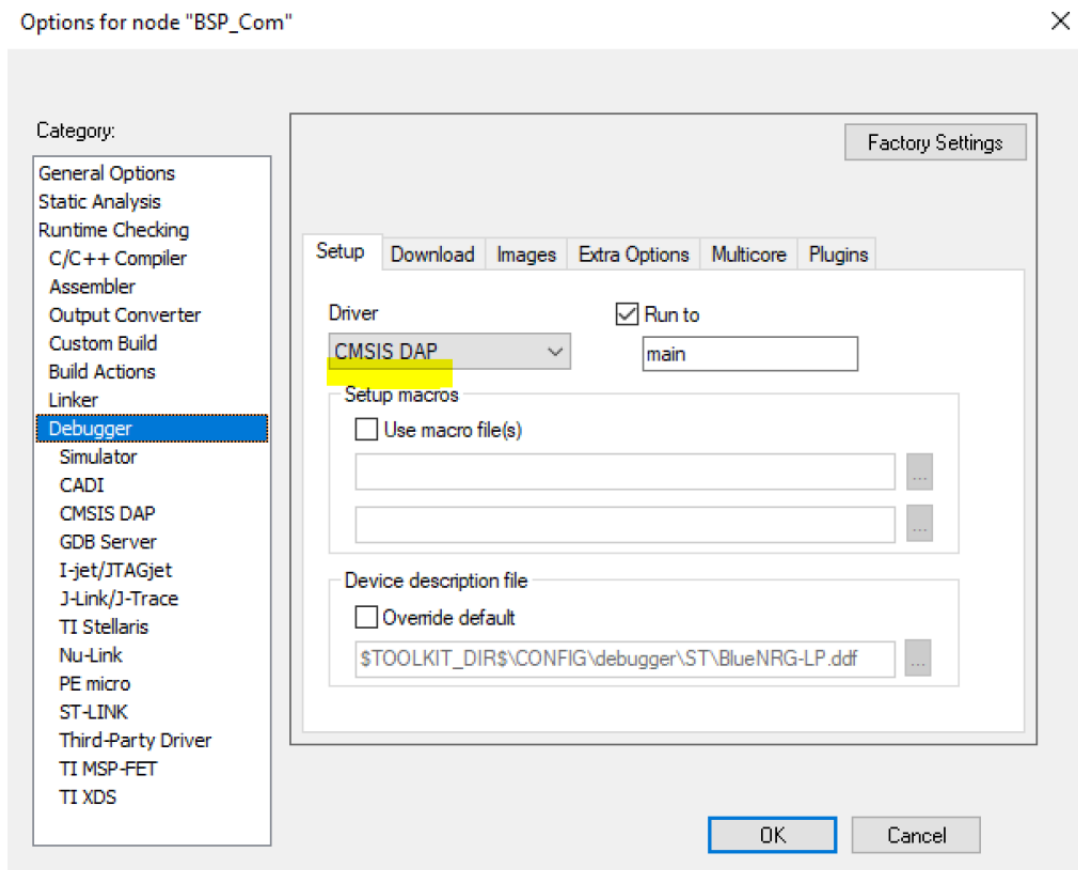 Options for node "BSP_Com"
Category:
General Options
Static Analysis
Runtime Checking
C/C++ Compiler
Assembler
Output Converter
Custom Build
Build Actions
Linker
Debugger
Simulator
CADI
CMSIS DAP
GDB Server
I-jet/JTAGjet
J-Link/J-Trace
TI Stellaris
Nu-Link
PE micro
ST-LINK
Third-Party Driver
TI MSP-FET
TI XDS
Factory Settings
Setup Download Images Extra Options Multicore Plugins
Driver
CMSIS DAP
Run to
main
Setup macros
Use macro file(s)
...
...
Device description file
Override default
$TOOLKIT_DIR$\CONFIG\debugger\ST\BlueNRG-LP.ddf
...
OK Cancel